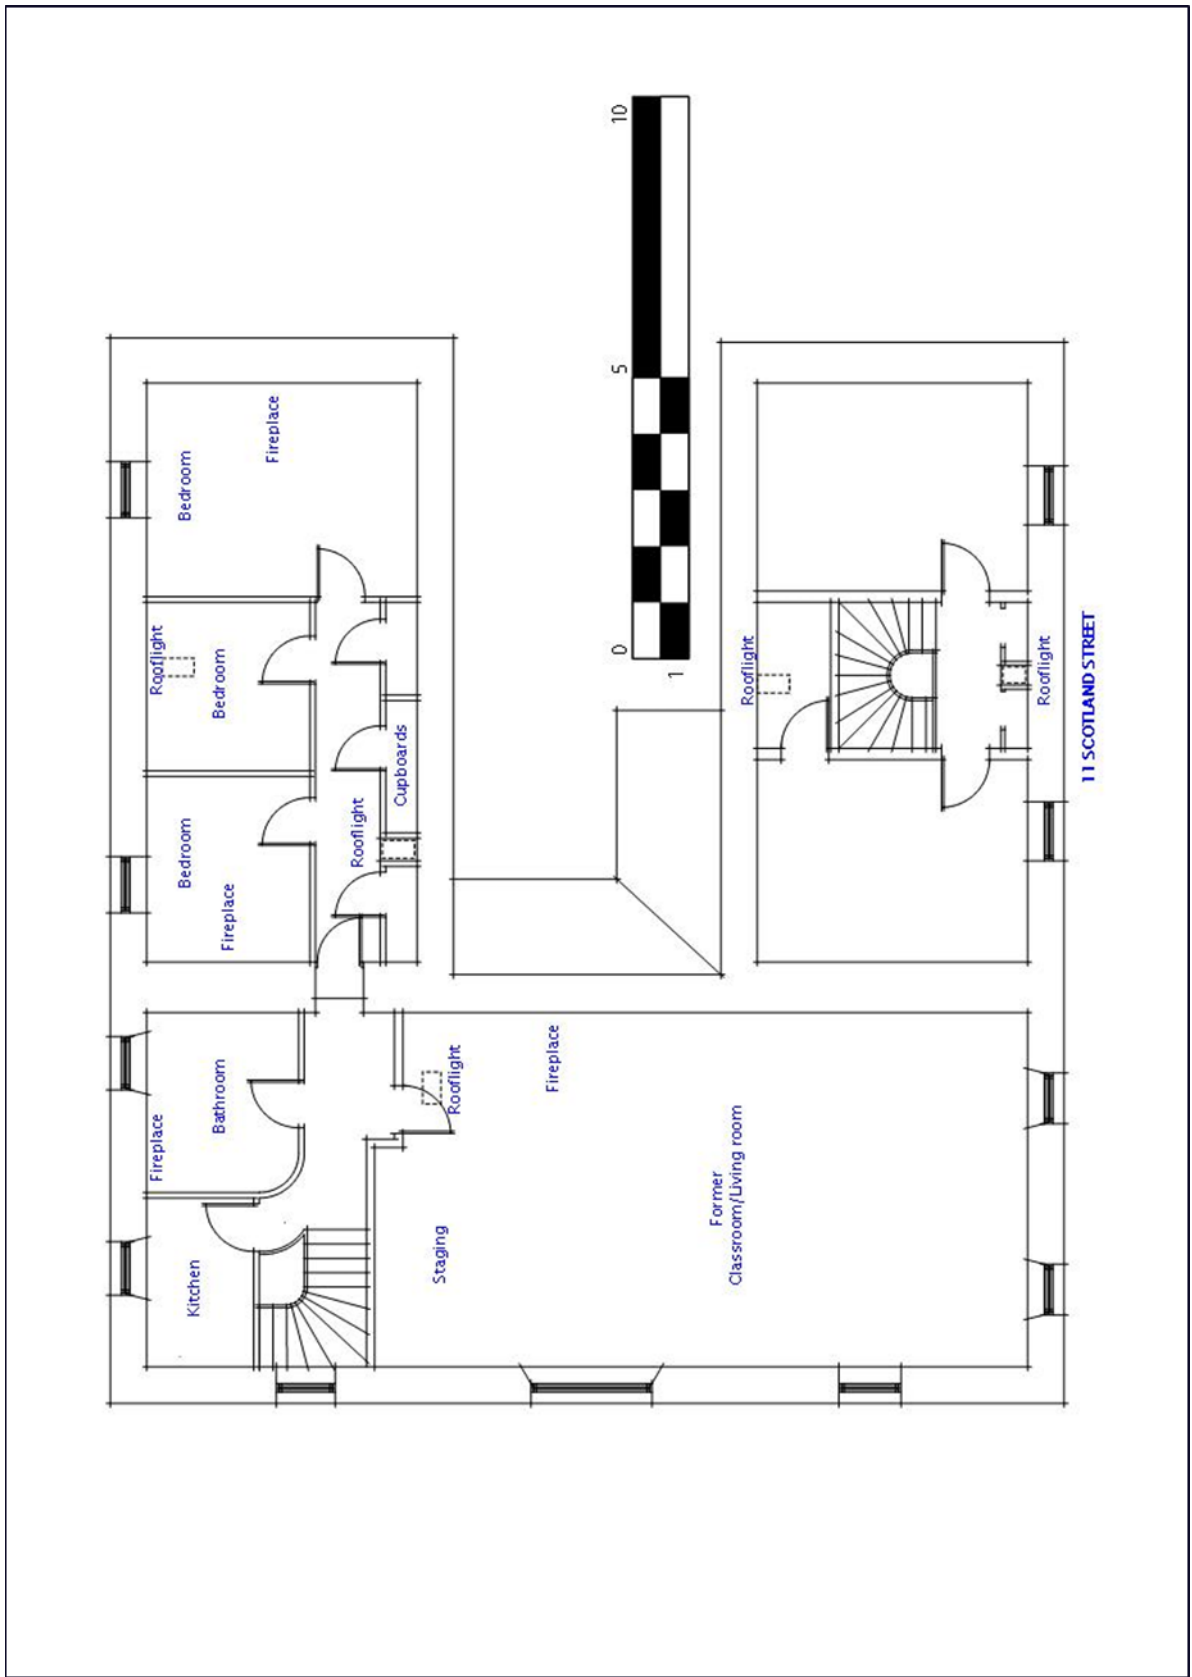 Kitchen
Fireplace
Bathroom
Fireplace
Bedroom
Rooflight
Bedroom
Bedroom
Fireplace
Rooflight
Cupboards
Staging
Rooflight
Fireplace
Former
Classroom/Living room
0
5
10
1
Rooflight
Rooflight
11 SCOTLAND STREET